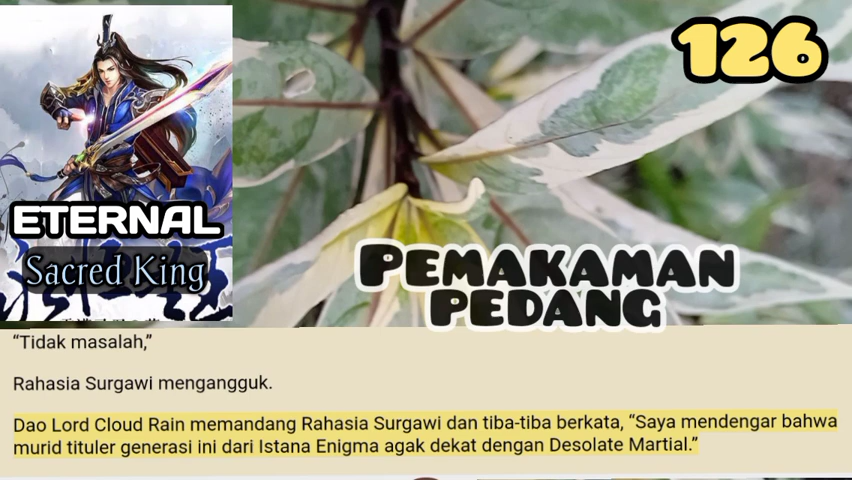 126
ETERNAL
Sacred King
PEMAKAMAN
PEDANG
“Tidak masalah,”
Rahasia Surgawi mengangguk.
Dao Lord Cloud Rain memandang Rahasia Surgawi dan tiba-tiba berkata, “Saya mendengar bahwa
murid tituler generasi ini dari Istana Enigma agak dekat dengan Desolate Martial.”